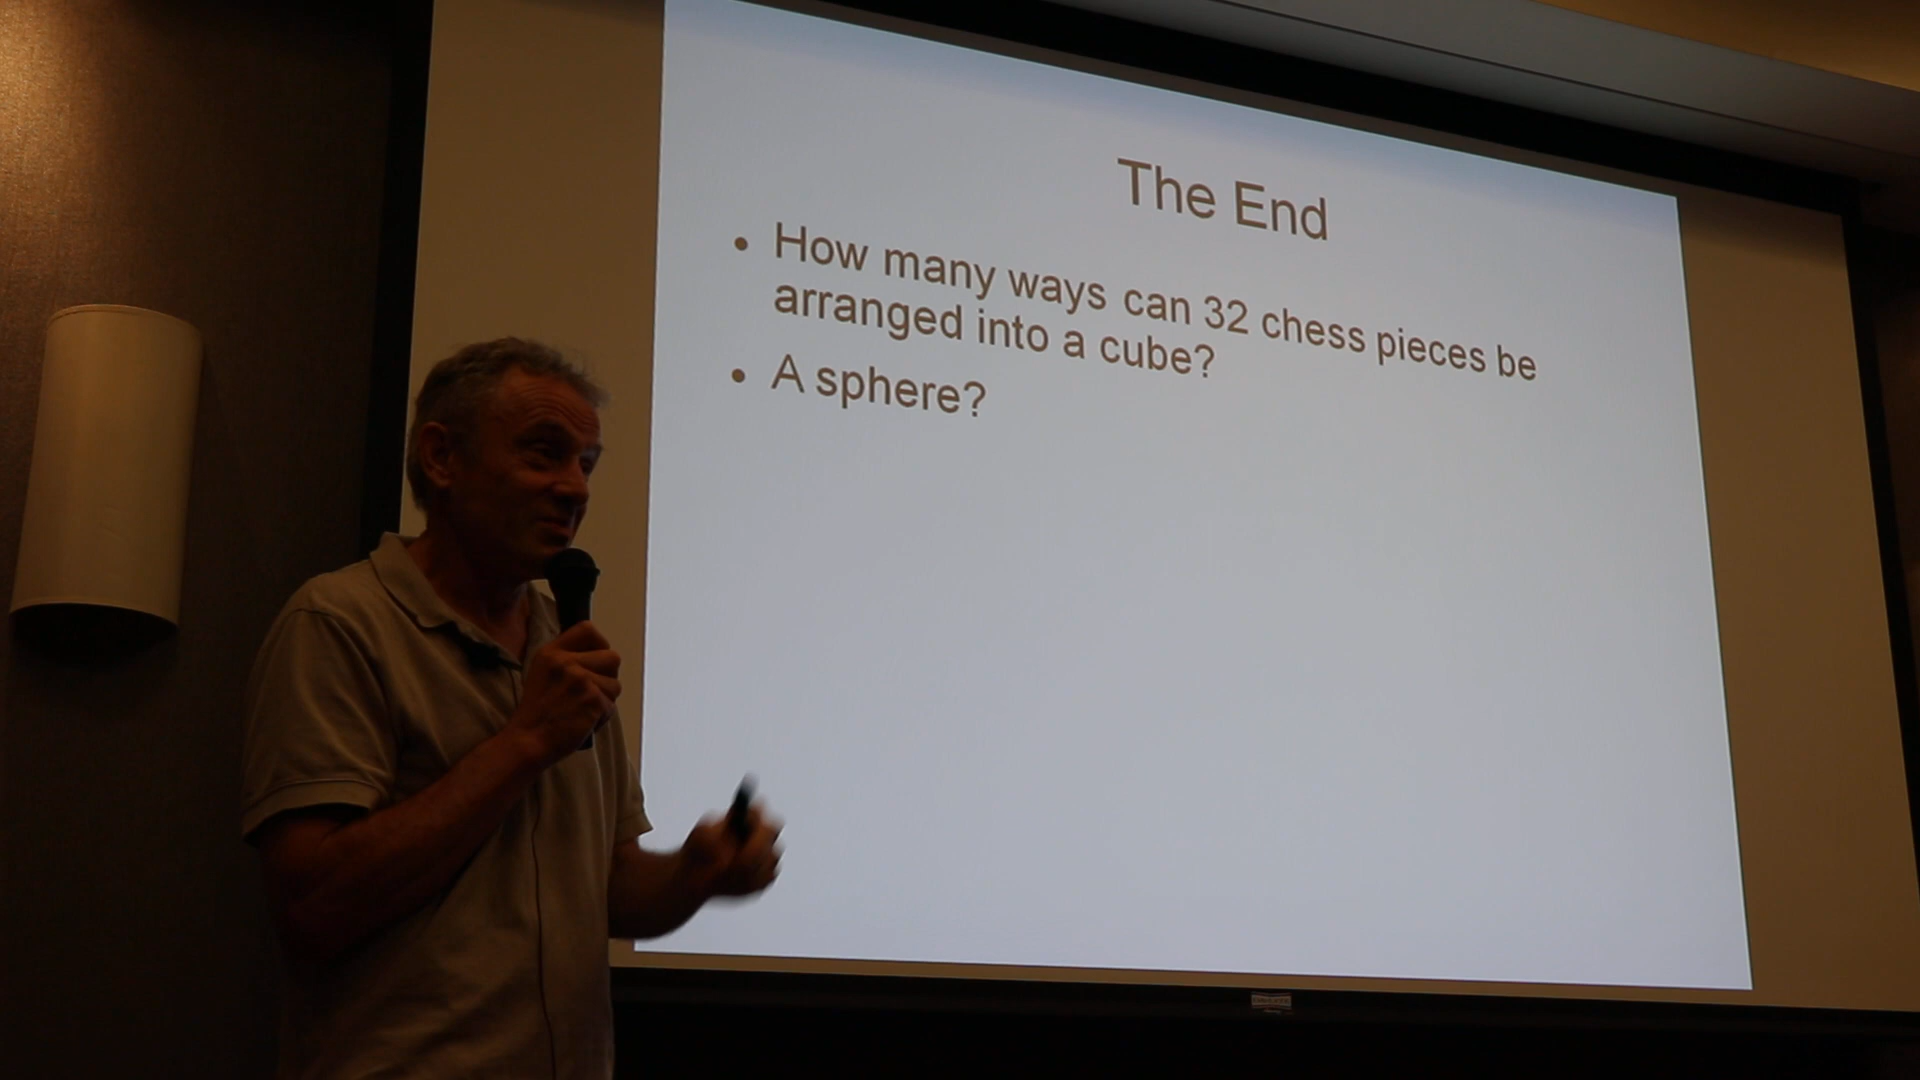 The End
• How many ways can 32 chess pieces be
arranged into a cube?
• A sphere?